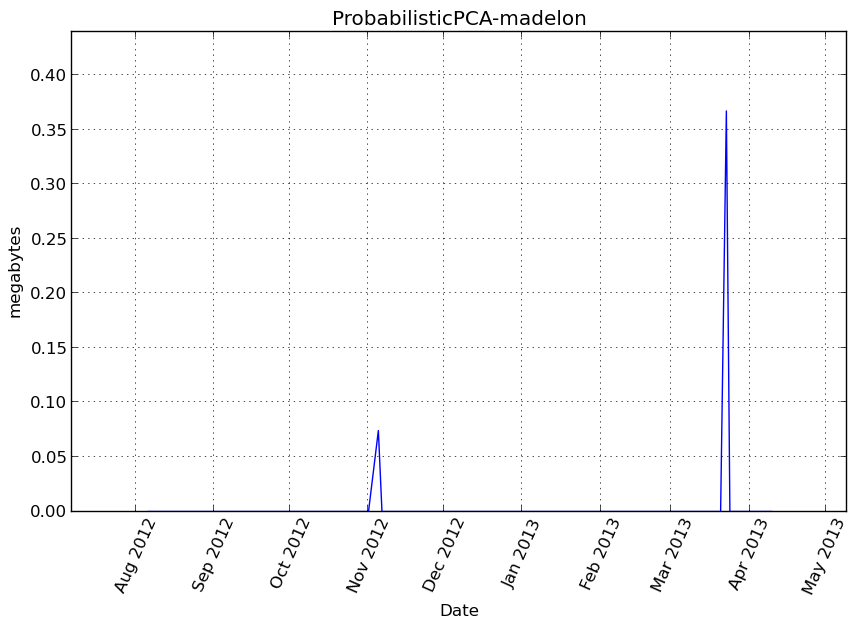 ProbabilisticPCA-madelon
0.40
0.35
0.30
0.25
0.20
0.15
0.10
0.05
0.00
megabytes
Aug 2012
Sep 2012
Oct 2012
Nov 2012
Dec 2012
Jan 2013
Feb 2013
Mar 2013
Apr 2013
May 2013
Date